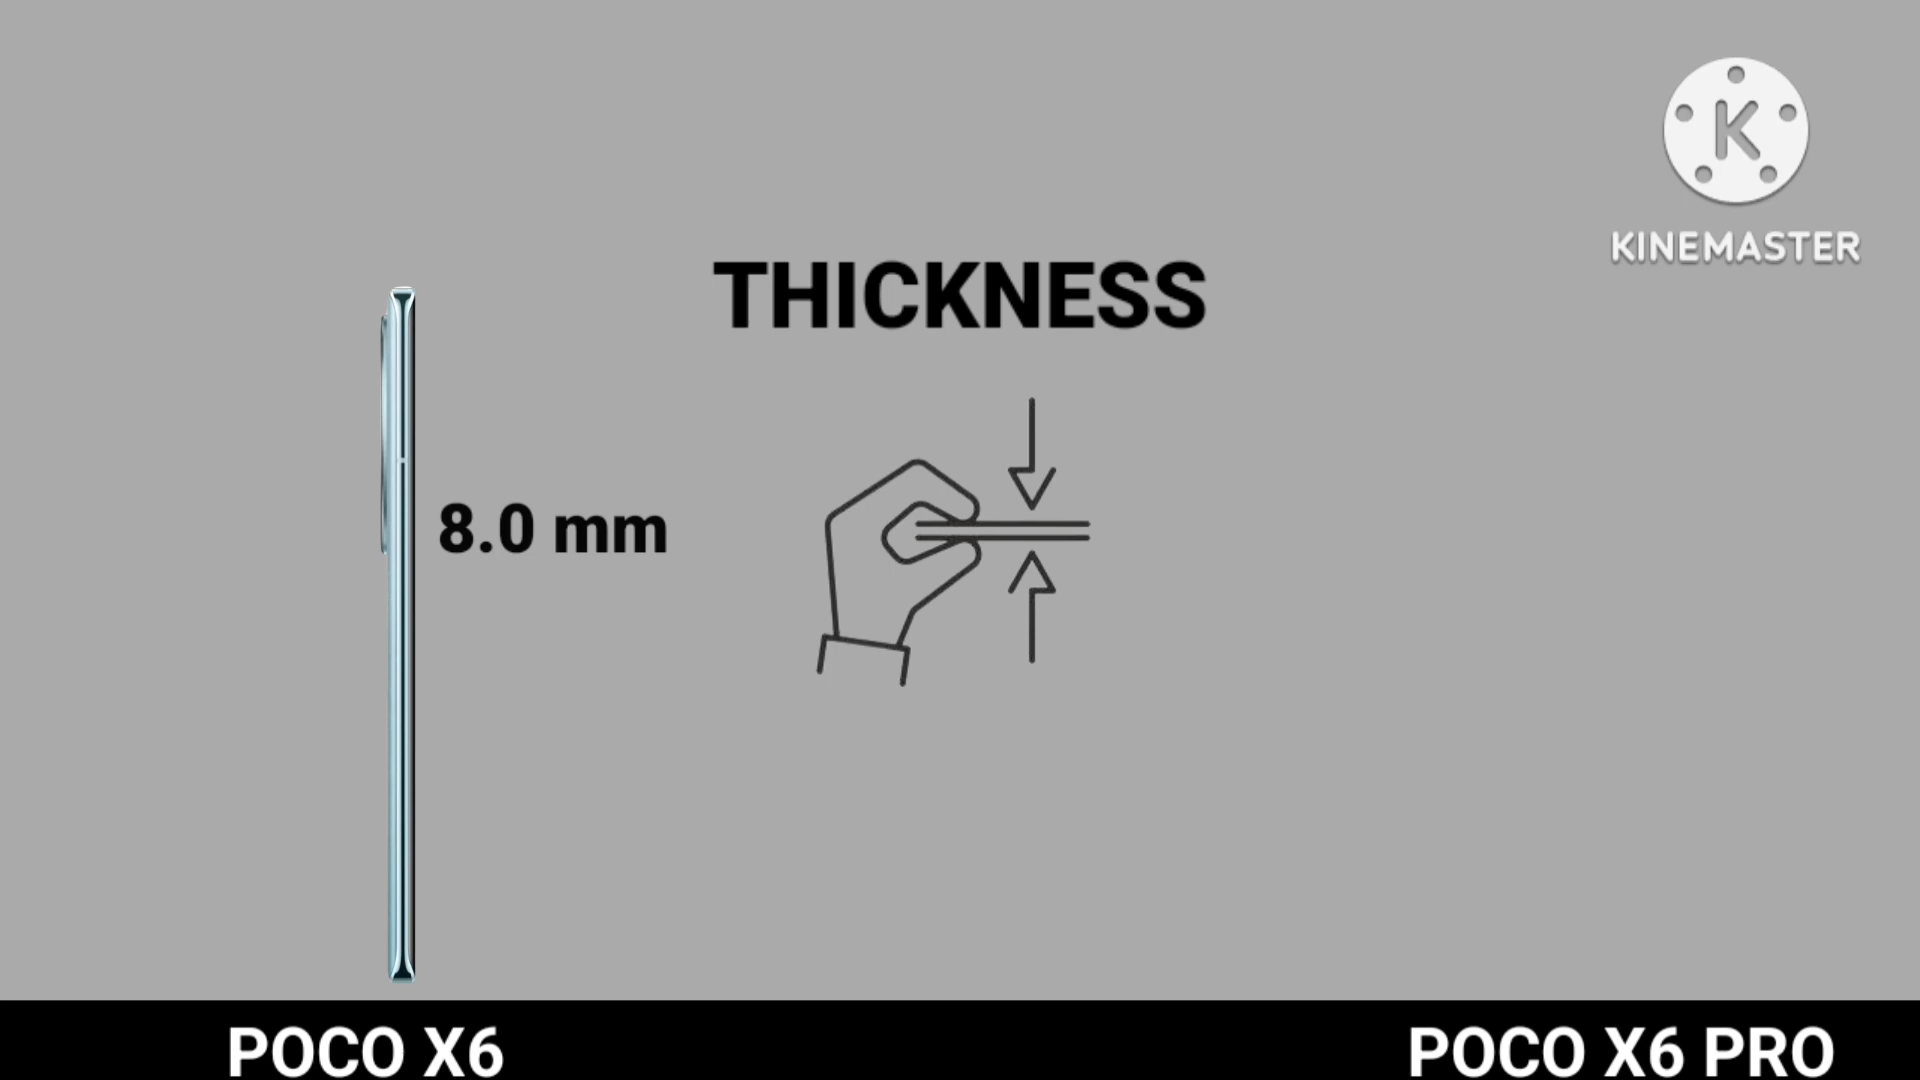 K
KINEMASTER
THICKNESS
8.0 mm
POCO X6
POCO X6 PRO